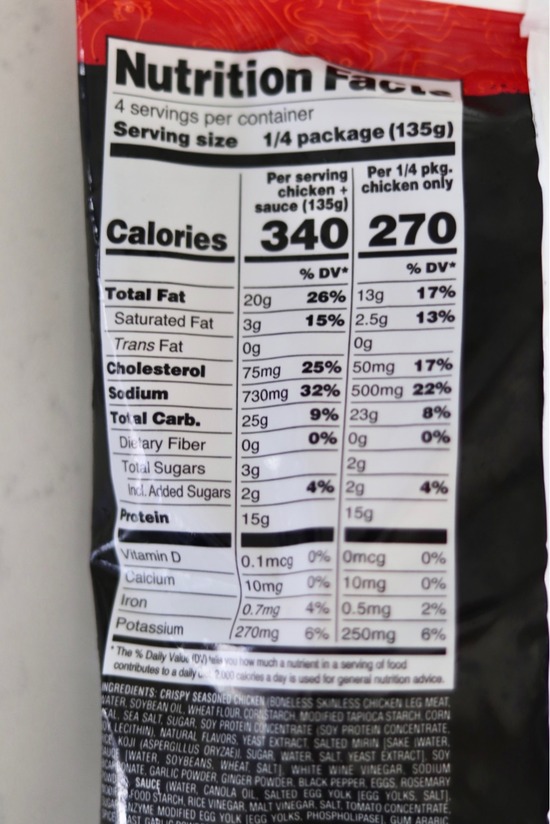 Nutrition Facts
4 servings per container
Serving size 1/4 package (135g)
Per serving chicken + sauce (135g) Per 1/4 pkg. chicken only
Calories 340 270
% DV* % DV*
Total Fat 20g 26% 13g 17%
Saturated Fat 3g 15% 2.5g 13%
Trans Fat 0g 0g
Cholesterol 75mg 25% 50mg 17%
Sodium 730mg 32% 500mg 22%
Total Carb. 25g 9% 23g 8%
Dietary Fiber 0g 0% 0g 0%
Total Sugars 3g 2g
Incl. Added Sugars 2g 4% 2g 4%
Protein 15g 15g
Vitamin D 0.1mcg 0% 0mcg 0%
Calcium 10mg 0% 10mg 0%
Iron 0.7mg 4% 0.5mg 2%
Potassium 270mg 6% 250mg 6%
* The % Daily Value (DV) tells you how much a nutrient in a serving of food
contributes to a daily 2,000 calories a day is used for general nutrition advice.
INGREDIENTS: CRISPY SEASONED CHICKEN (BONELESS SKINLESS CHICKEN LEG MEAT,
WATER, SOYBEAN OIL, WHEAT FLOUR, CORNSTARCH, MODIFIED TAPIOCA STARCH, CORN
SEA SALT, SUGAR, SOY PROTEIN CONCENTRATE (SOY PROTEIN CONCENTRATE,
LECITHIN), NATURAL FLAVORS, YEAST EXTRACT, SALTED MIRIN [SAKE (WATER,
KOJI (ASPERGILLUS ORYZAE)), SUGAR, WATER, SALT, YEAST EXTRACT], SOY
[WATER, SOYBEANS, WHEAT, SALT], WHITE WINE VINEGAR, SODIUM
GARLIC POWDER, GINGER POWDER, BLACK PEPPER, EGGS, ROSEMARY
SAUCE (WATER, CANOLA OIL, SALTED EGG YOLK [EGG YOLKS, SALT],
FOOD STARCH, RICE VINEGAR, MALT VINEGAR, SALT, TOMATO CONCENTRATE,
ENZYME MODIFIED EGG YOLK [EGG YOLKS, PHOSPHOLIPASE], GUM ARABIC